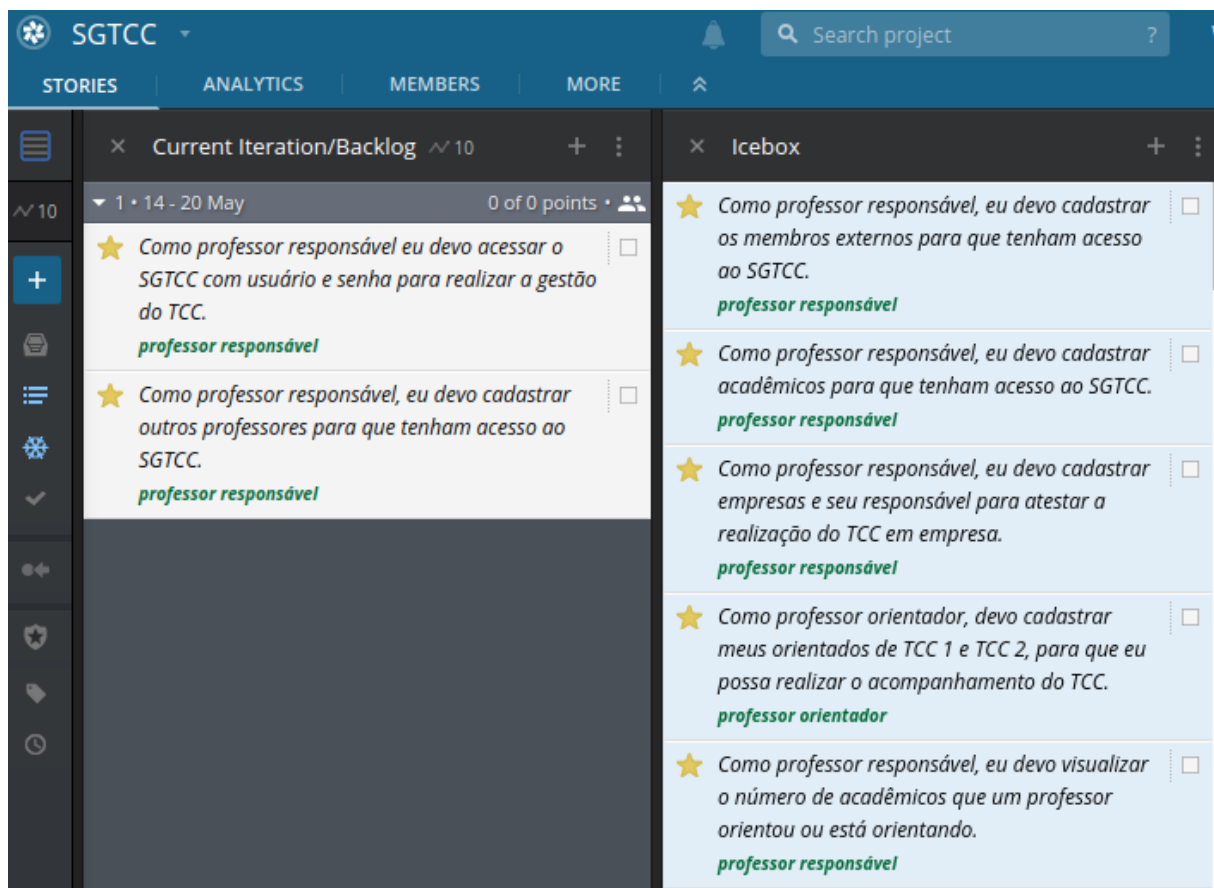 SGTCC
Search project
?
STORIES
ANALYTICS
MEMBERS
MORE
10
Current Iteration/Backlog 10
1 • 14 - 20 May
0 of 0 points •
Como professor responsável eu devo acessar o
SGTCC com usuário e senha para realizar a gestão
do TCC.
professor responsável
Como professor responsável, eu devo cadastrar
outros professores para que tenham acesso ao
SGTCC.
professor responsável
Icebox
Como professor responsável, eu devo cadastrar
os membros externos para que tenham acesso
ao SGTCC.
professor responsável
Como professor responsável, eu devo cadastrar
acadêmicos para que tenham acesso ao SGTCC.
professor responsável
Como professor responsável, eu devo cadastrar
empresas e seu responsável para atestar a
realização do TCC em empresa.
professor responsável
Como professor orientador, devo cadastrar
meus orientados de TCC 1 e TCC 2, para que eu
possa realizar o acompanhamento do TCC.
professor orientador
Como professor responsável, eu devo visualizar
o número de acadêmicos que um professor
orientou ou está orientando.
professor responsável